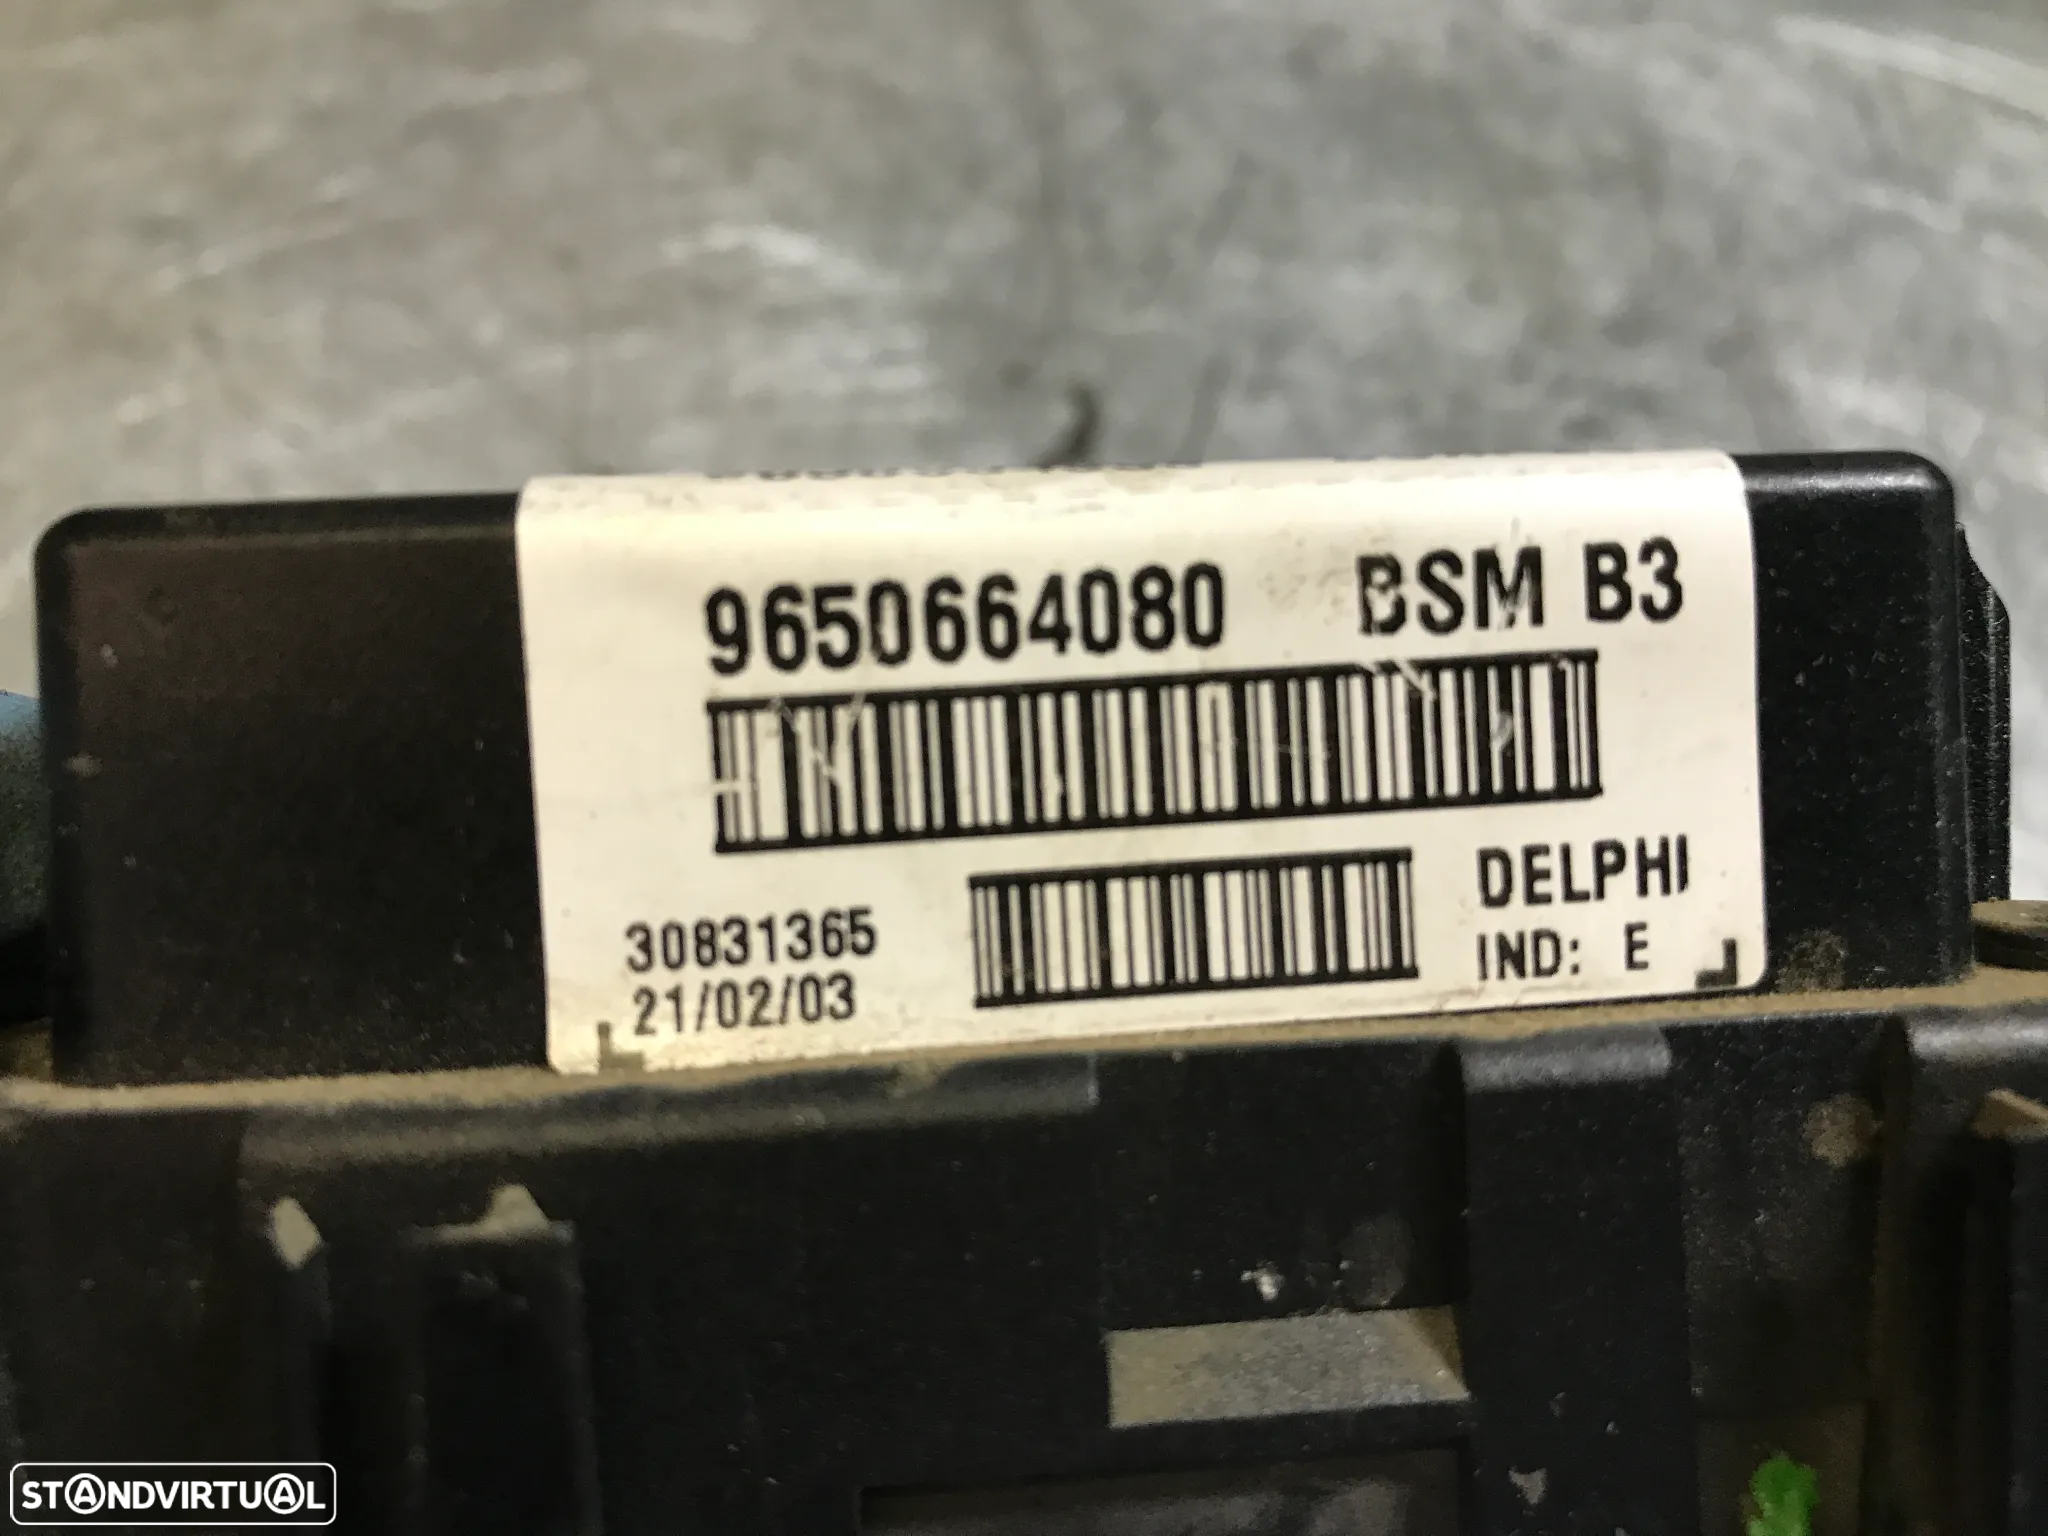 9650664080 BSM B3
DELPHI
30831365
IND: E
21/02/03
STANDVIRTUAL